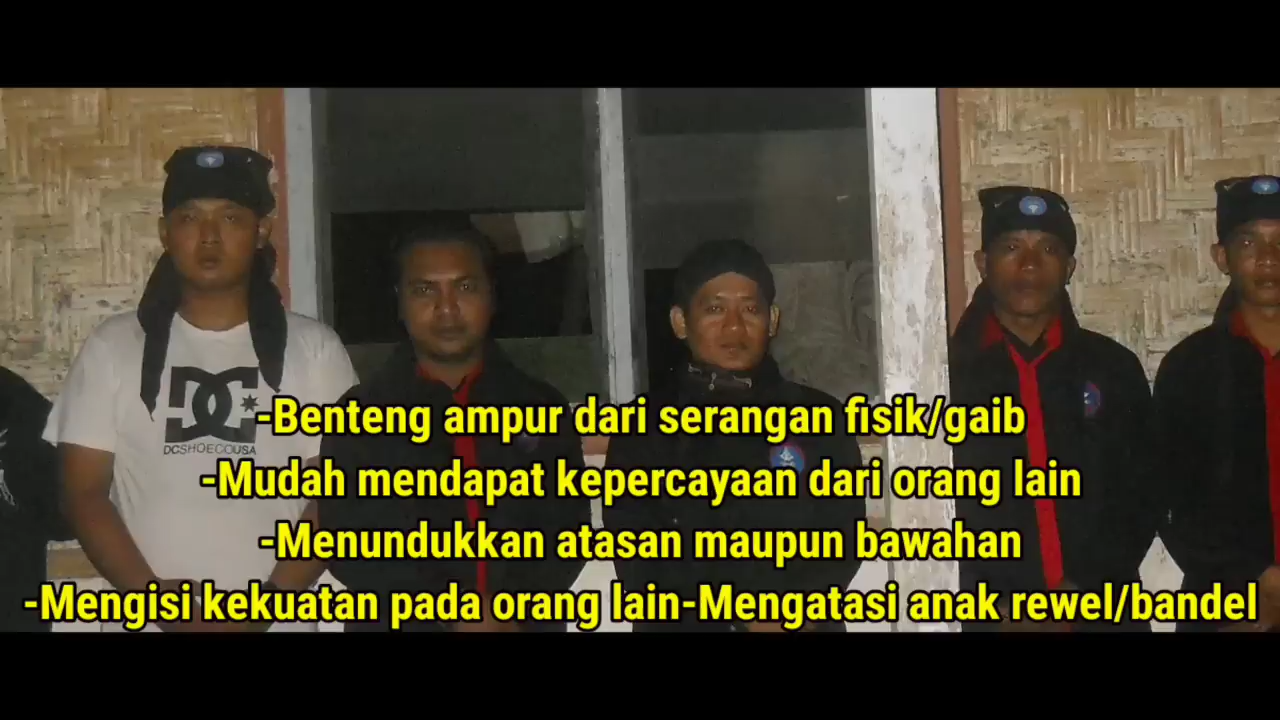 DCSHOECOUSA
-Benteng ampur dari serangan fisik/gaib
-Mudah mendapat kepercayaan dari orang lain
-Menundukkan atasan maupun bawahan
-Mengisi kekuatan pada orang lain-Mengatasi anak rewel/bandel